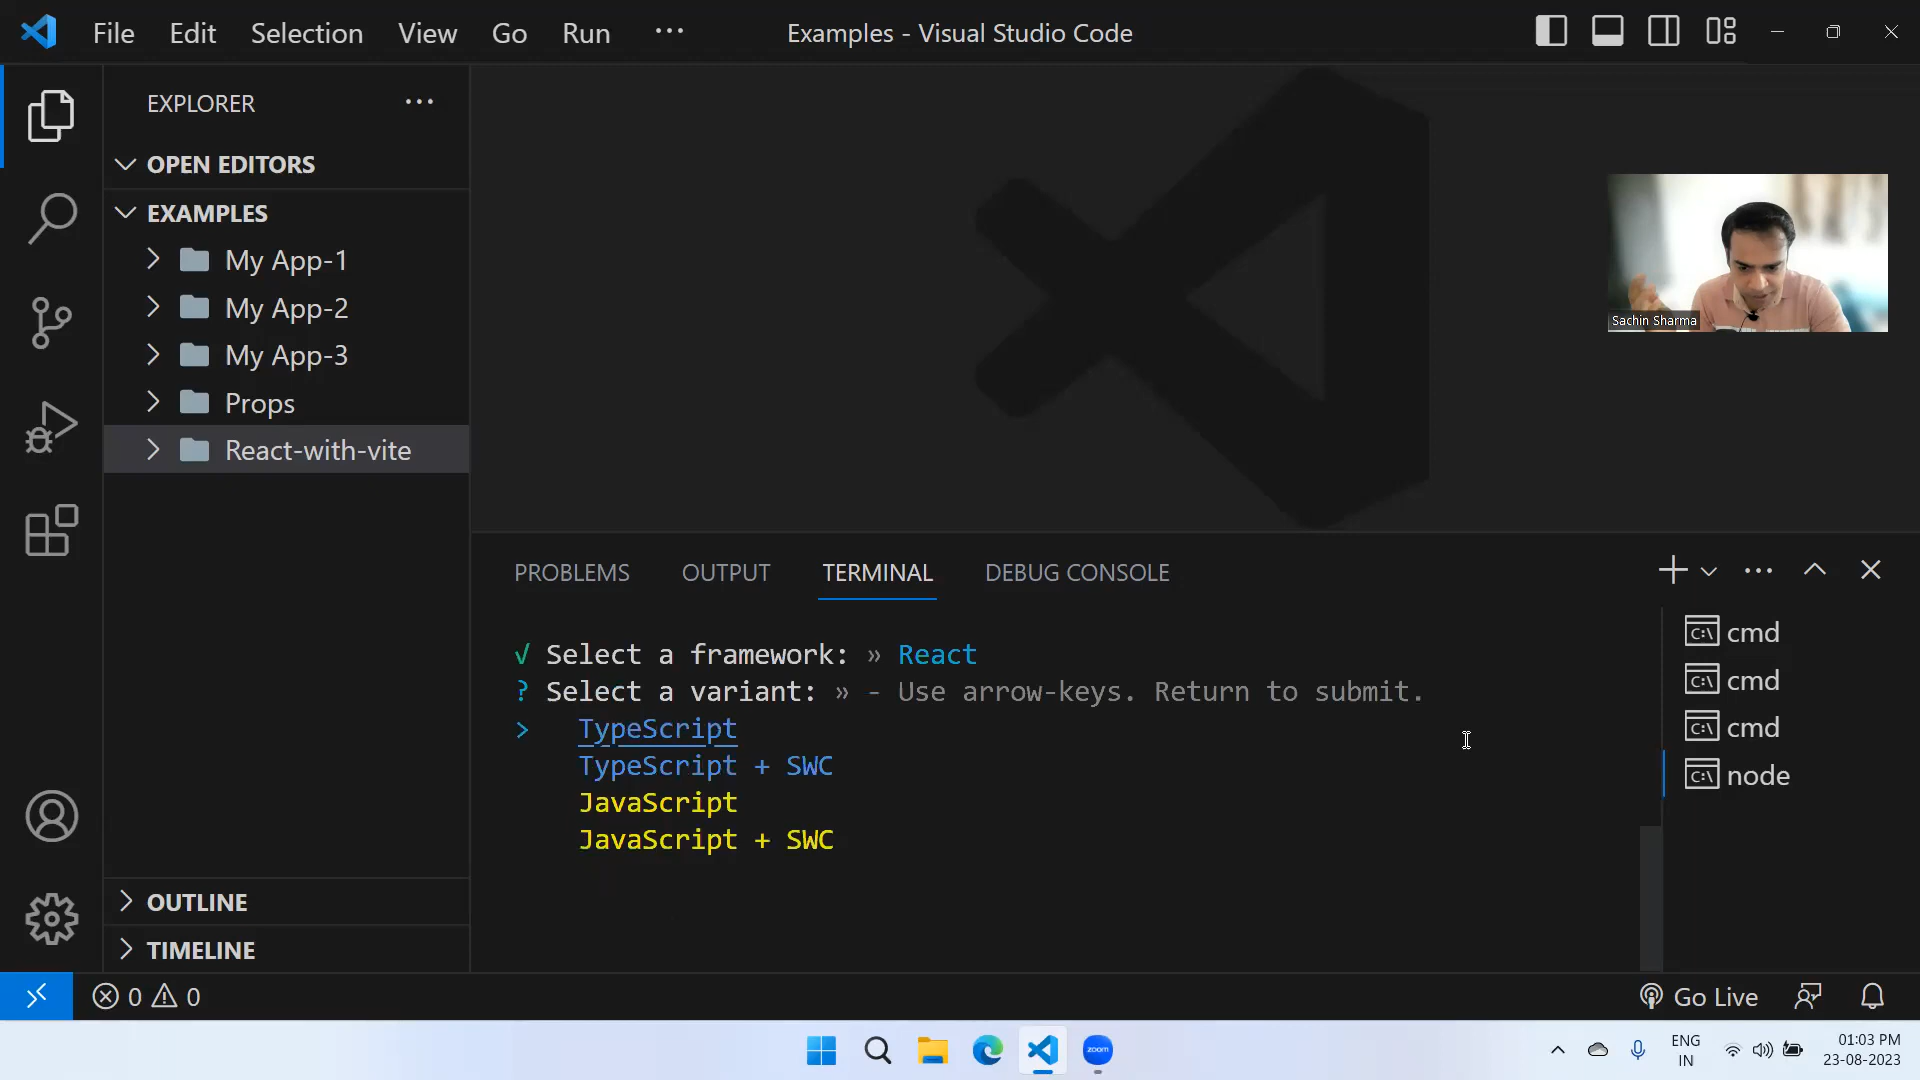 File Edit Selection View Go Run ··· Examples - Visual Studio Code
EXPLORER ···
OPEN EDITORS
EXAMPLES
My App-1
My App-2
My App-3
Props
React-with-vite
OUTLINE
TIMELINE
Sachin Sharma
PROBLEMS OUTPUT TERMINAL DEBUG CONSOLE
√ Select a framework: » React
? Select a variant: » - Use arrow-keys. Return to submit.
> TypeScript
TypeScript + SWC
JavaScript
JavaScript + SWC
cmd
cmd
cmd
node
0 0 Go Live
zoom
ENG
IN
01:03 PM
23-08-2023